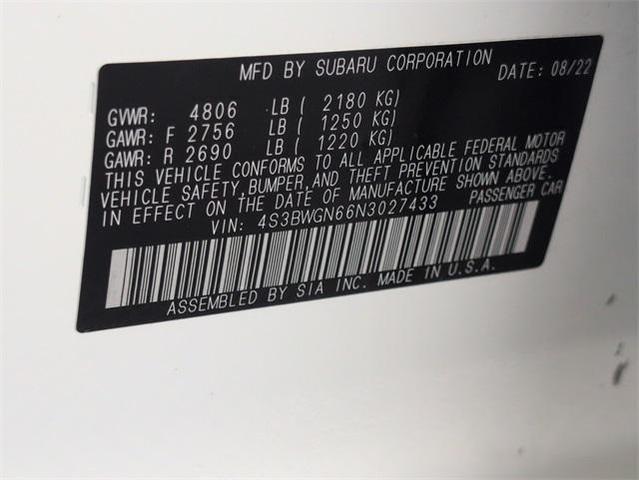 MFD BY SUBARU CORPORATION DATE: 08/22
GVWR: 4806 LB ( 2180 KG)
GAWR: F 2756 LB ( 1250 KG)
GAWR: R 2690 LB ( 1220 KG)
THIS VEHICLE CONFORMS TO ALL APPLICABLE FEDERAL MOTOR
VEHICLE SAFETY, BUMPER, AND THEFT PREVENTION STANDARDS
IN EFFECT ON THE DATE OF MANUFACTURE SHOWN ABOVE.
VIN: 4S3BWGN66N3027433 PASSENGER CAR
ASSEMBLED BY SIA INC. MADE IN U.S.A.